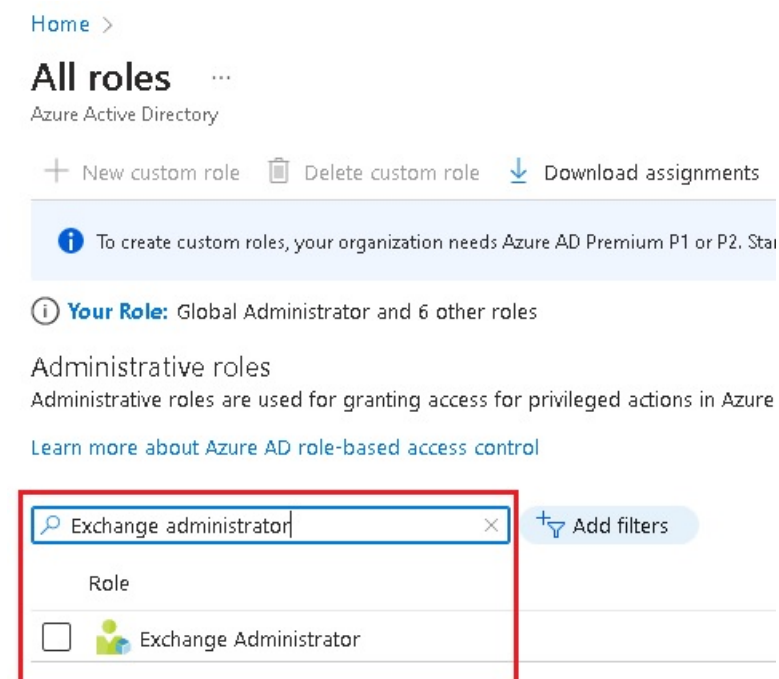 Home >
All roles ...
Azure Active Directory
New custom role Delete custom role Download assignments
To create custom roles, your organization needs Azure AD Premium P1 or P2.
Your Role: Global Administrator and 6 other roles
Administrative roles
Administrative roles are used for granting access for privileged actions in Azure
Learn more about Azure AD role-based access control
Exchange administrator
Add filters
Role
Exchange Administrator